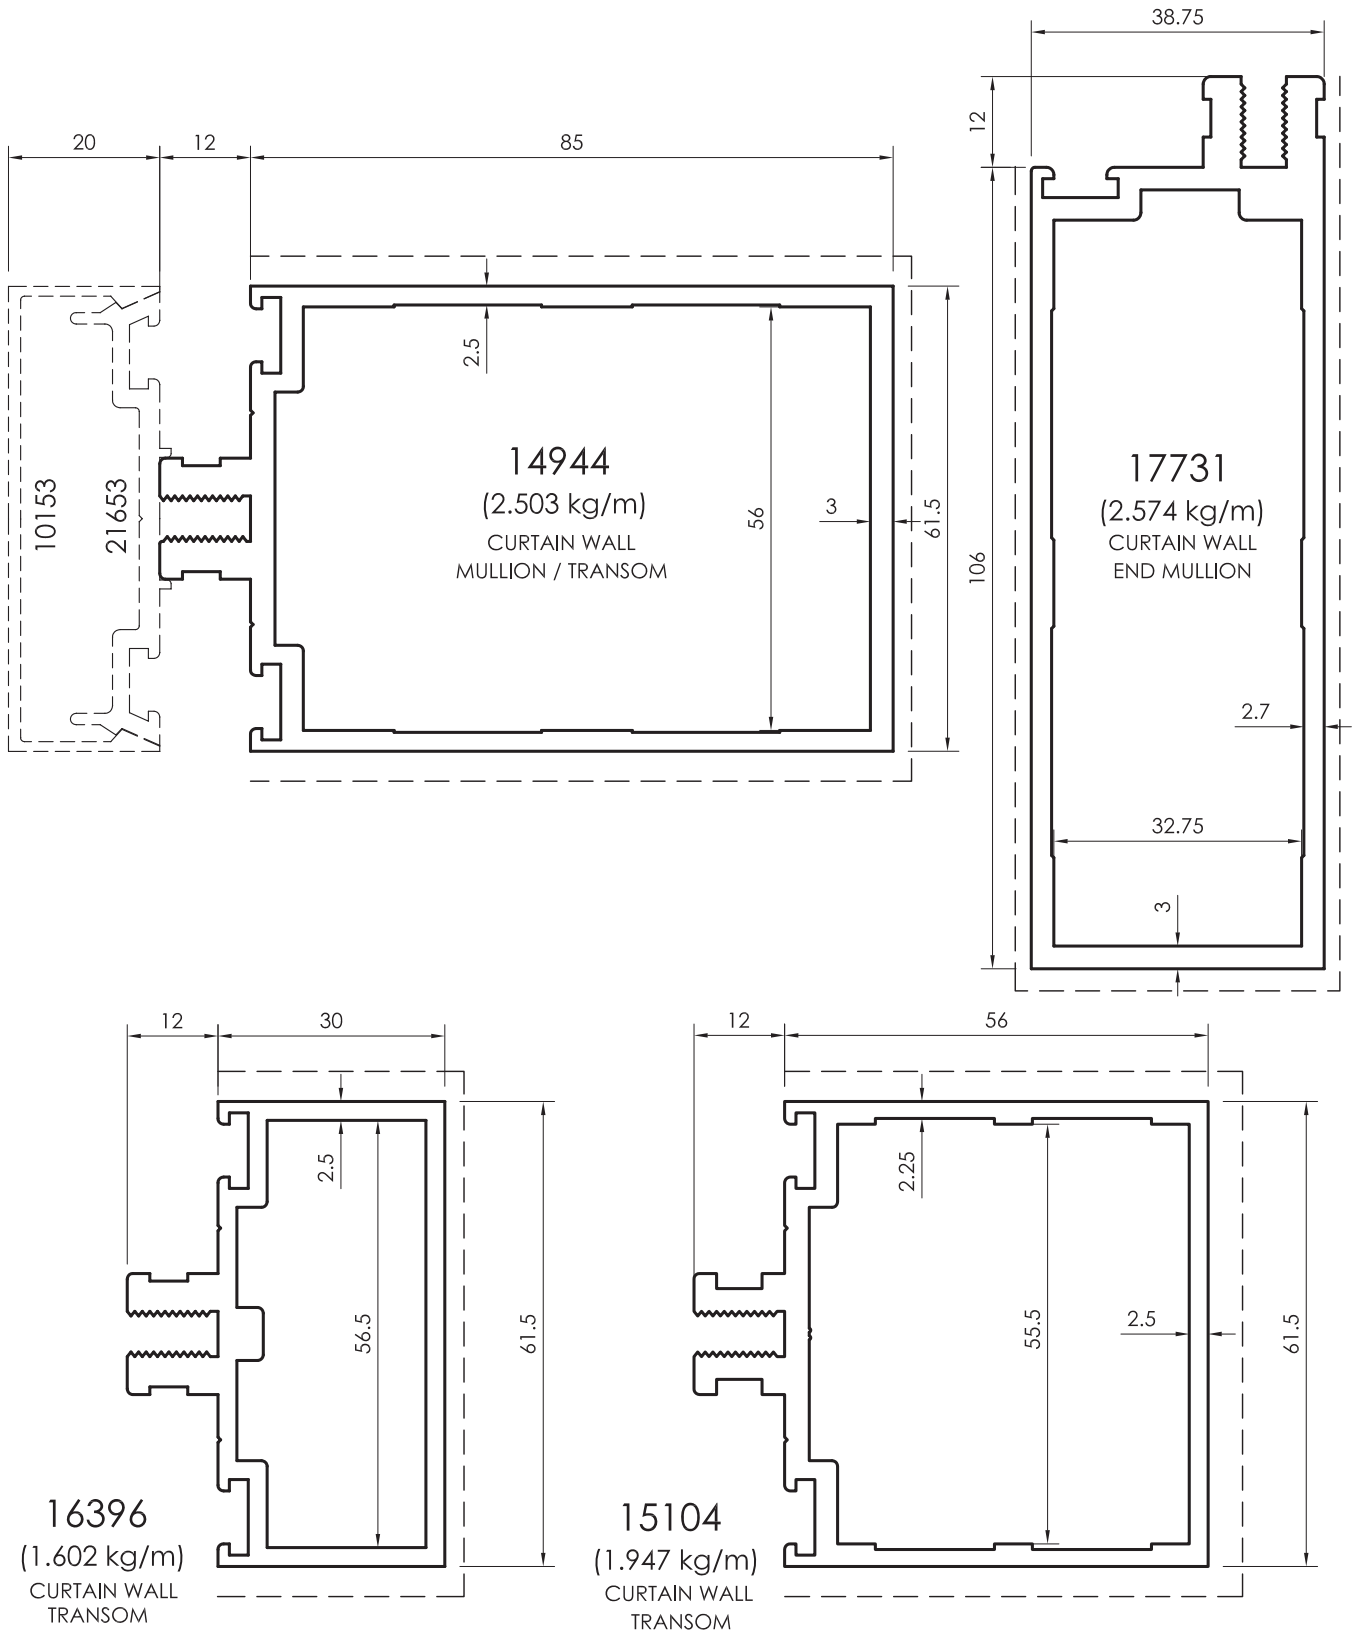 38.75
12
20
12
85
2.5
14944
(2.503 kg/m)
CURTAIN WALL
MULLION / TRANSOM
56
3
61.5
10153
21653
17731
(2.574 kg/m)
CURTAIN WALL
END MULLION
106
2.7
32.75
3
12
30
2.5
56.5
61.5
16396
(1.602 kg/m)
CURTAIN WALL
TRANSOM
12
56
2.25
55.5
2.5
61.5
15104
(1.947 kg/m)
CURTAIN WALL
TRANSOM